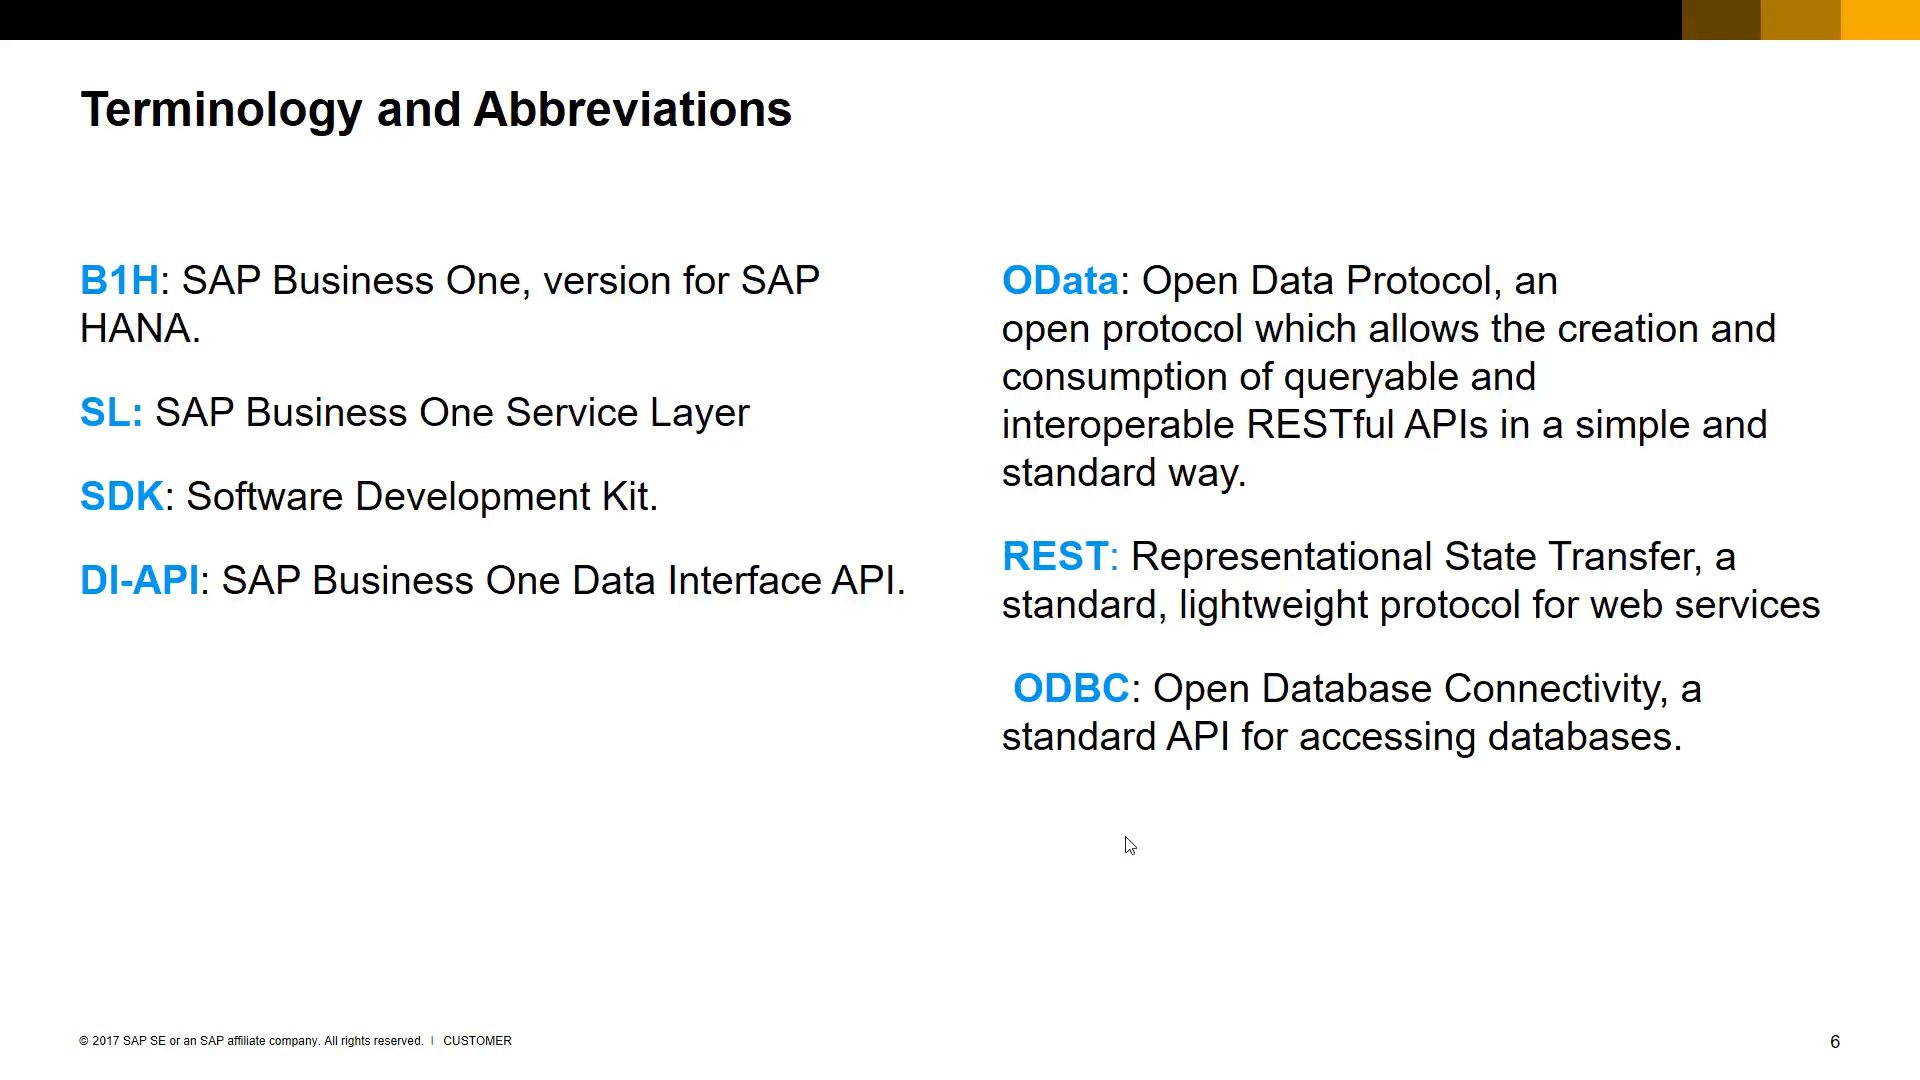 Terminology and Abbreviations
B1H: SAP Business One, version for SAP
HANA.
SL: SAP Business One Service Layer
SDK: Software Development Kit.
DI-API: SAP Business One Data Interface API.
OData: Open Data Protocol, an
open protocol which allows the creation and
consumption of queryable and
interoperable RESTful APIs in a simple and
standard way.
REST: Representational State Transfer, a
standard, lightweight protocol for web services
ODBC: Open Database Connectivity, a
standard API for accessing databases.
© 2017 SAP SE or an SAP affiliate company. All rights reserved. | CUSTOMER
6